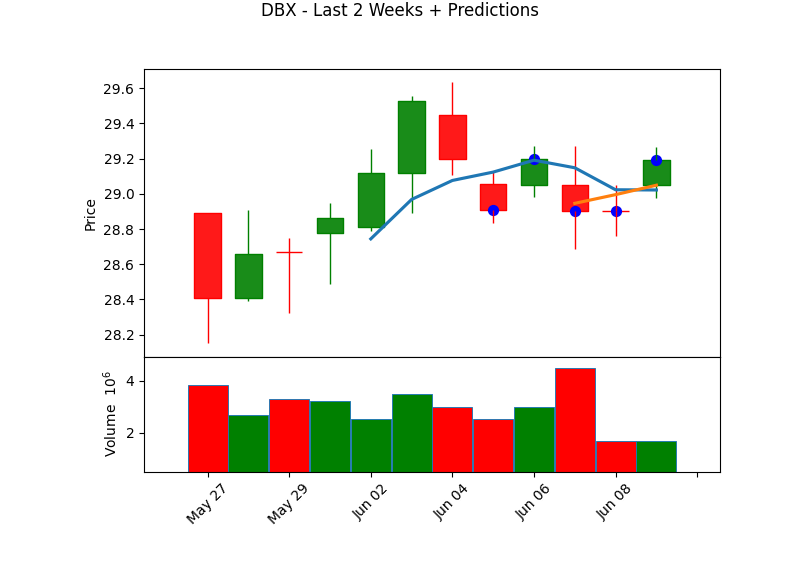 DBX - Last 2 Weeks + Predictions
29.6
29.4
29.2
29.0
28.8
28.6
28.4
28.2
Price
4
2
Volume 10^6
May 27
May 29
Jun 02
Jun 04
Jun 06
Jun 08